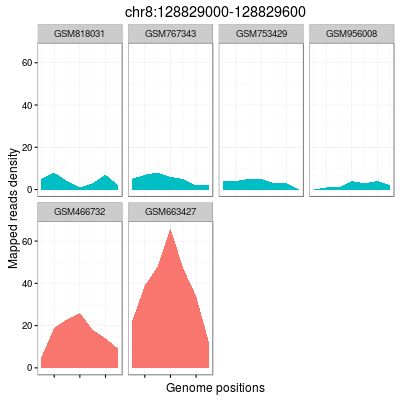 chr8:128829000-128829600
GSM818031 GSM767343 GSM753429 GSM956008
60
40
20
0
Mapped reads density
GSM466732 GSM663427
60
40
20
0
Genome positions